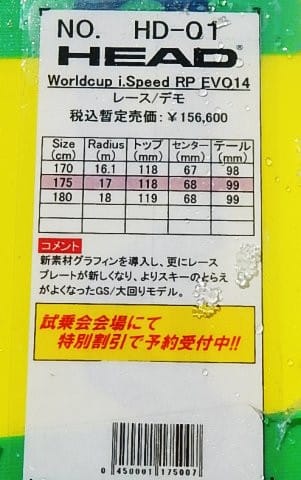 NO. HD-01
HEAD
Worldcup i.Speed RP EVO14
レース/デモ
税込暫定売価：￥156,600
Size (cm) Radius (m) トップ (mm) センター (mm) テール (mm)
170 16.1 118 67 98
175 17 118 68 99
180 18 119 68 99
コメント
新素材グラフィンを導入し、更にレース
プレートが新しくなり、よりスキーのとらえ
がよくなったGS/大回りモデル。
試乗会会場にて
特別割引で予約受付中!!
0 450001 175007